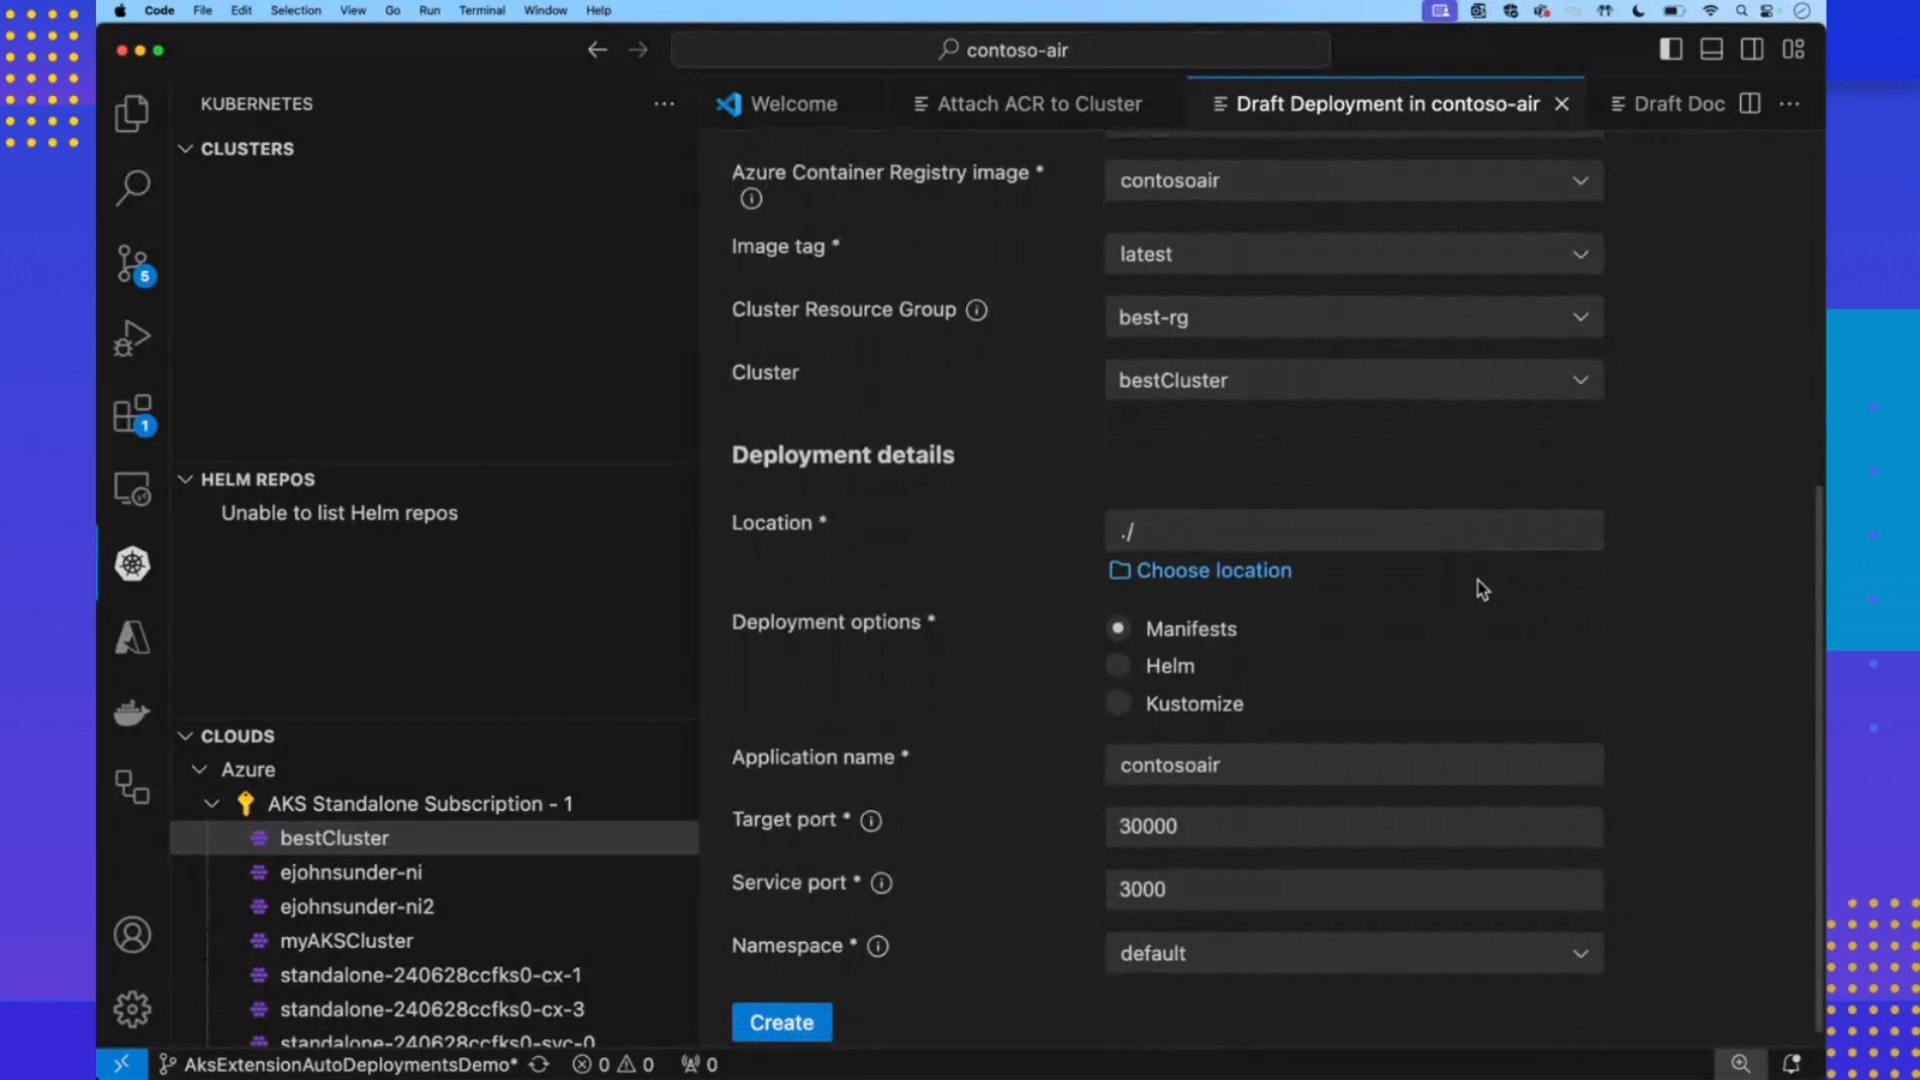 Code File Edit Selection View Go Run Terminal Window Help
contoso-air
KUBERNETES
Welcome
Attach ACR to Cluster
Draft Deployment in contoso-air
Draft Doc
CLUSTERS
5
1
HELM REPOS
Unable to list Helm repos
CLOUDS
Azure
AKS Standalone Subscription - 1
bestCluster
ejohnsunder-ni
ejohnsunder-ni2
myAKSCluster
standalone-240628ccfks0-cx-1
standalone-240628ccfks0-cx-3
standalone-240628ccfks0-svc-0
Azure Container Registry image *
contosoair
Image tag *
latest
Cluster Resource Group
best-rg
Cluster
bestCluster
Deployment details
Location *
./
Choose location
Deployment options *
Manifests
Helm
Kustomize
Application name *
contosoair
Target port *
30000
Service port *
3000
Namespace *
default
Create
AksExtensionAutoDeploymentsDemo* 0 0 0